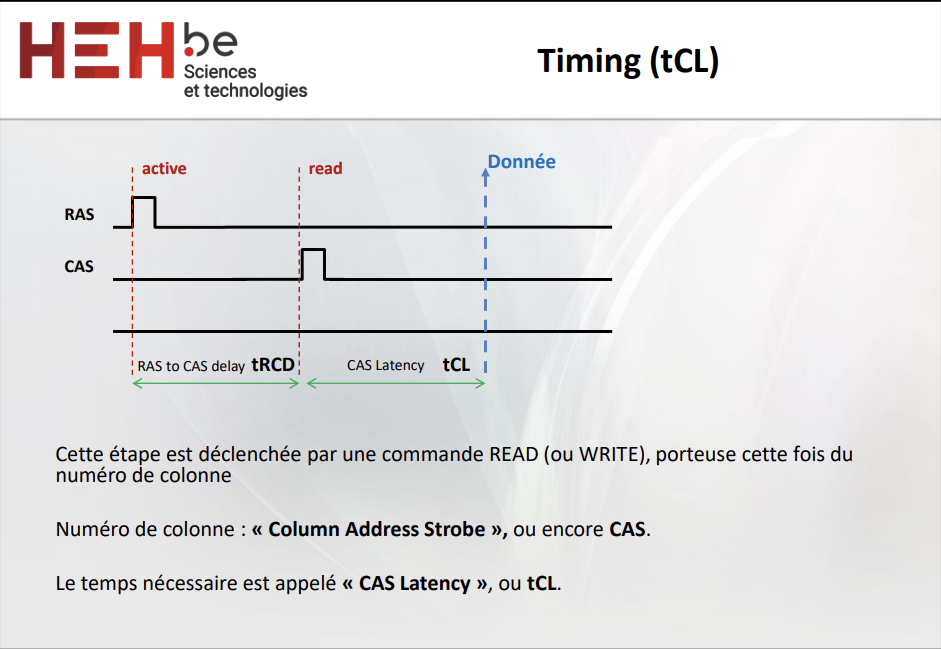 HEH.be
Sciences
et technologies
Timing (tCL)
active
read
Donnée
RAS
CAS
RAS to CAS delay tRCD
CAS Latency tCL
Cette étape est déclenchée par une commande READ (ou WRITE), porteuse cette fois du
numéro de colonne
Numéro de colonne : « Column Address Strobe », ou encore CAS.
Le temps nécessaire est appelé « CAS Latency », ou tCL.